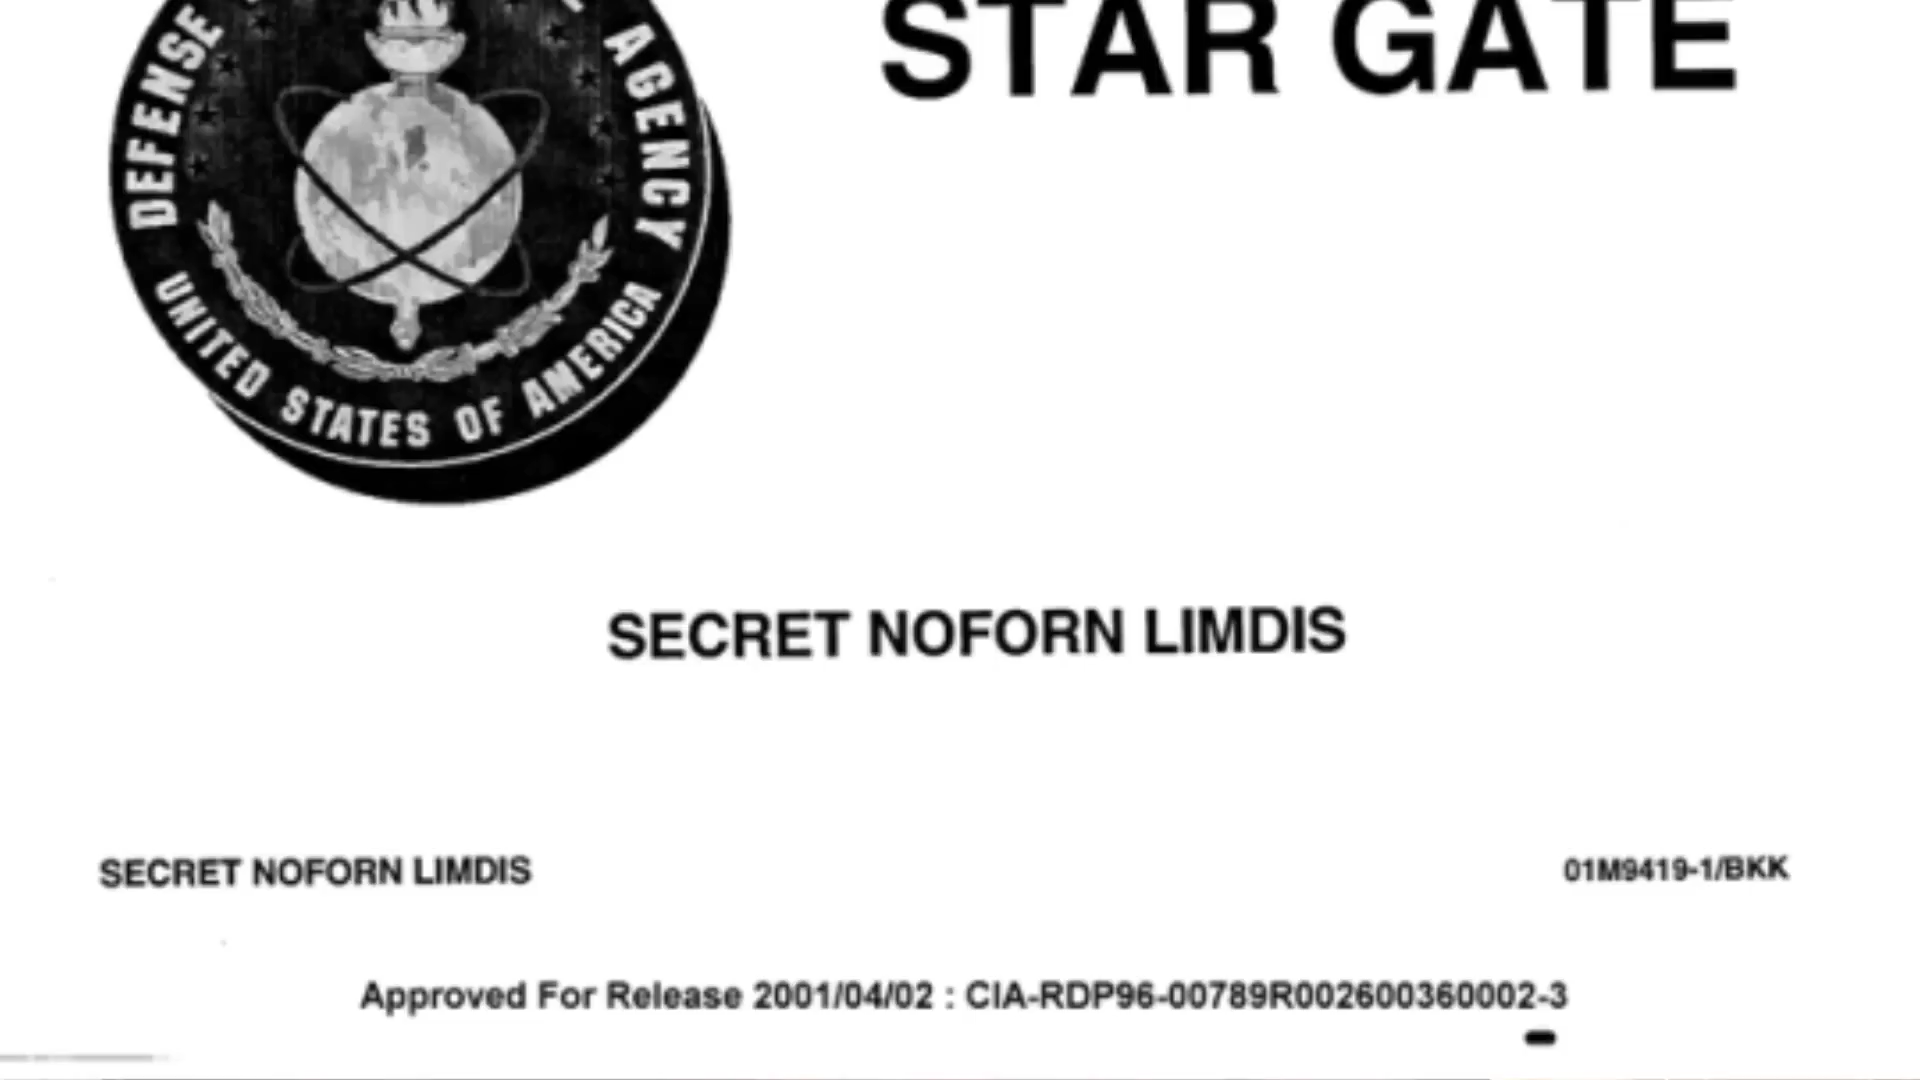 STAR GATE
DEFENSE AGENCY
UNITED STATES OF AMERICA
SECRET NOFORN LIMDIS
SECRET NOFORN LIMDIS
01M9419-1/BKK
Approved For Release 2001/04/02 : CIA-RDP96-00789R002600360002-3